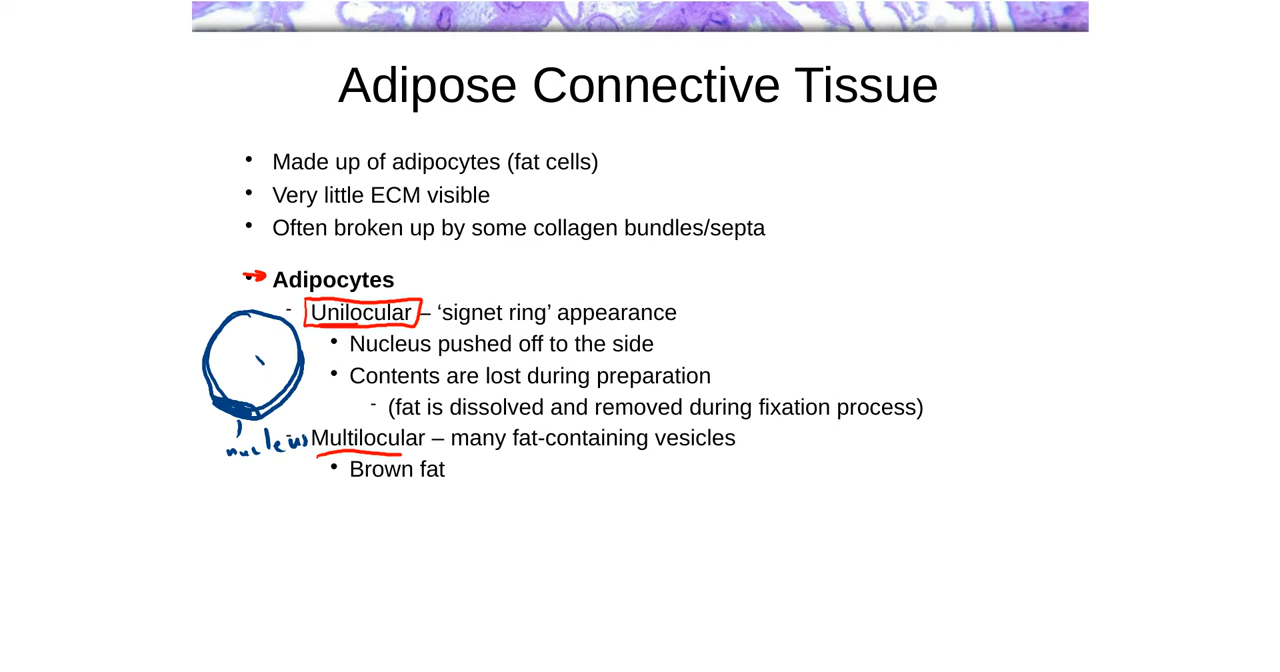 Adipose Connective Tissue
• Made up of adipocytes (fat cells)
• Very little ECM visible
• Often broken up by some collagen bundles/septa
• Adipocytes
- Unilocular – ‘signet ring’ appearance
• Nucleus pushed off to the side
• Contents are lost during preparation
- (fat is dissolved and removed during fixation process)
nucleus
- Multilocular – many fat-containing vesicles
• Brown fat